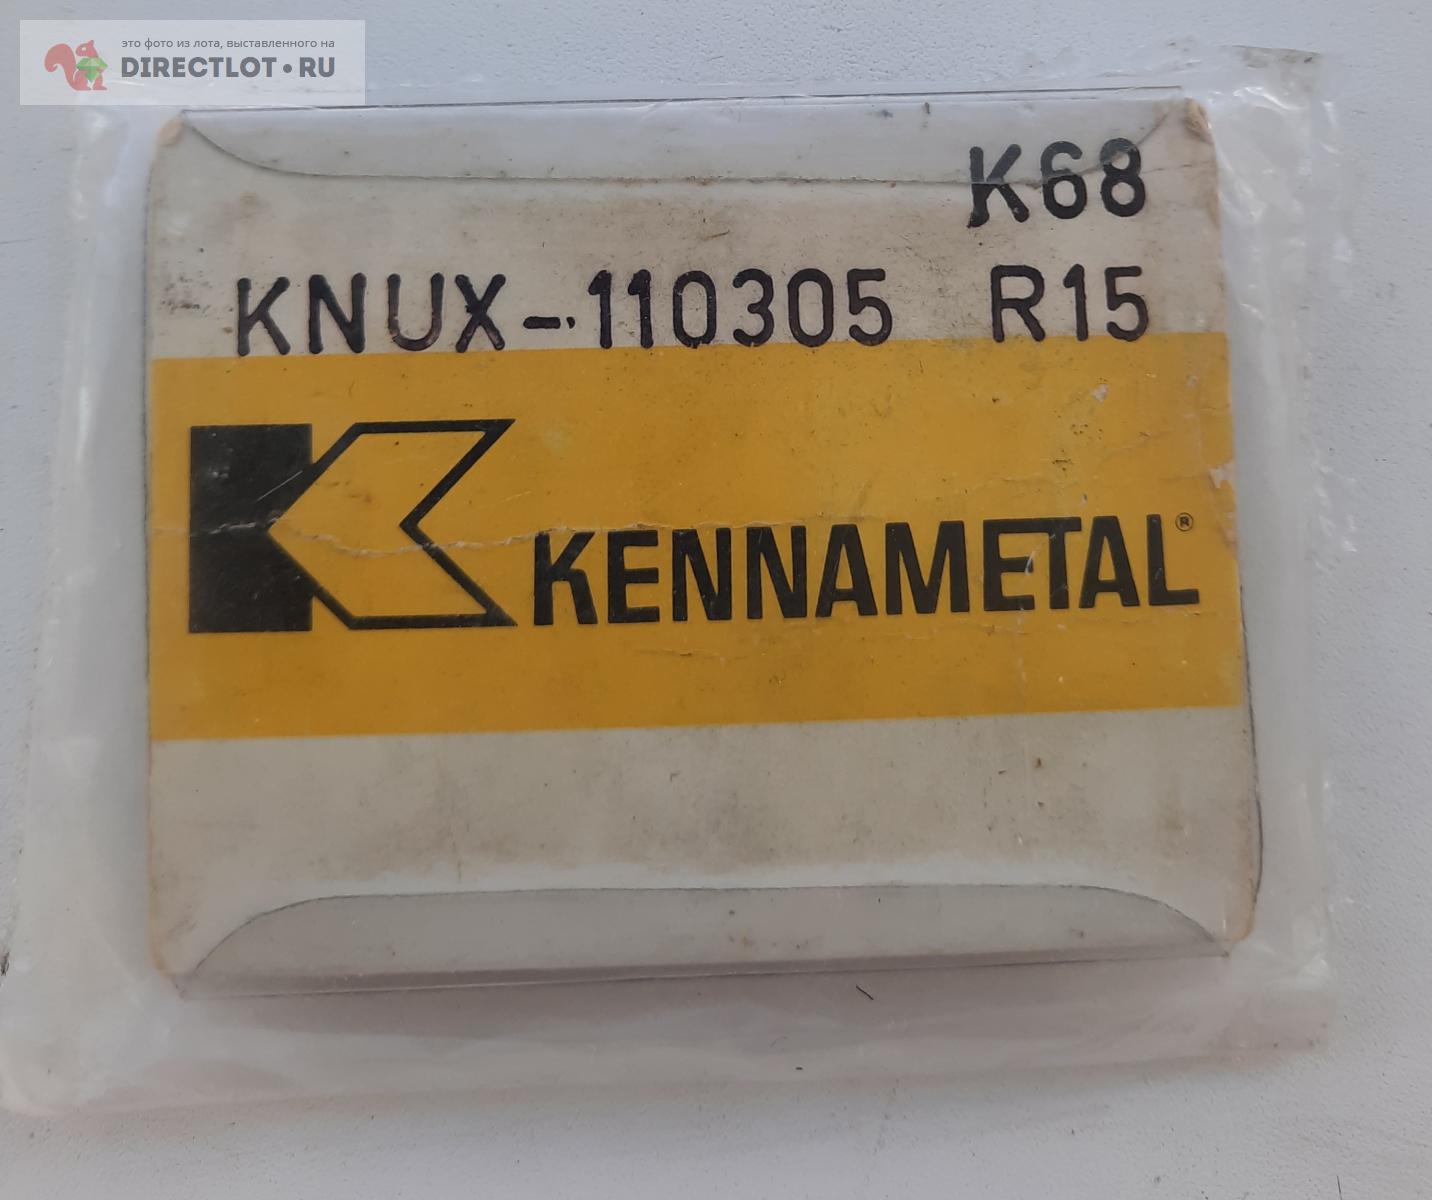 это фото из лота, выставленного на
DIRECTLOT•RU
K68
KNUX-110305 R15
KENNAMETAL®